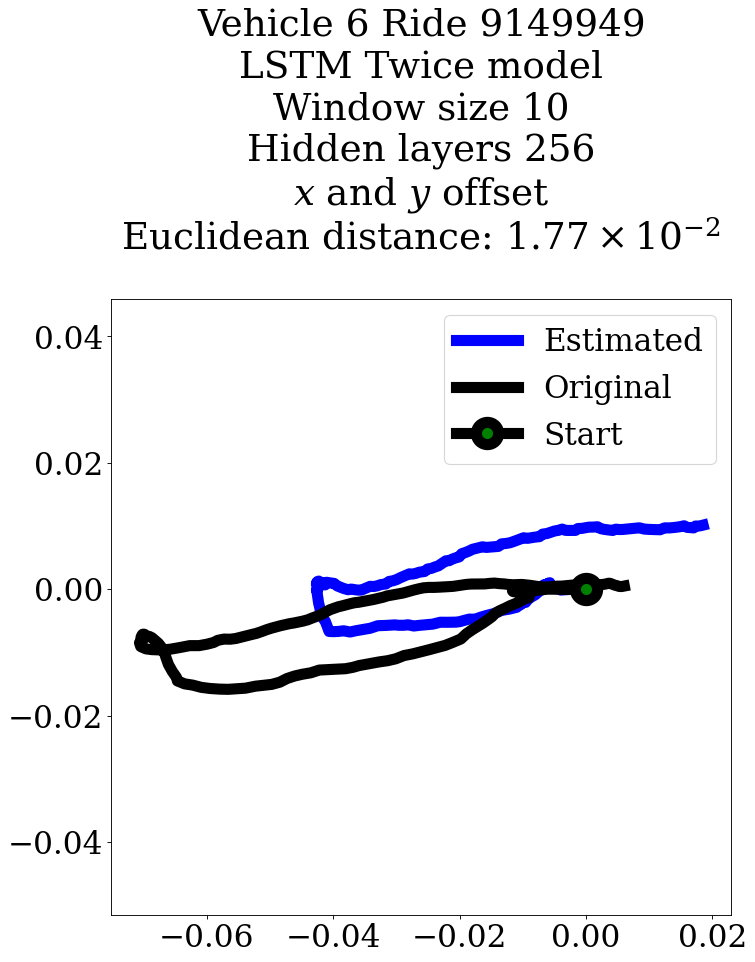 Vehicle 6 Ride 9149949
LSTM Twice model
Window size 10
Hidden layers 256
x and y offset
Euclidean distance: 1.77 × 10⁻²
Estimated
Original
Start
0.04
0.02
0.00
−0.02
−0.04
−0.06 −0.04 −0.02 0.00 0.02